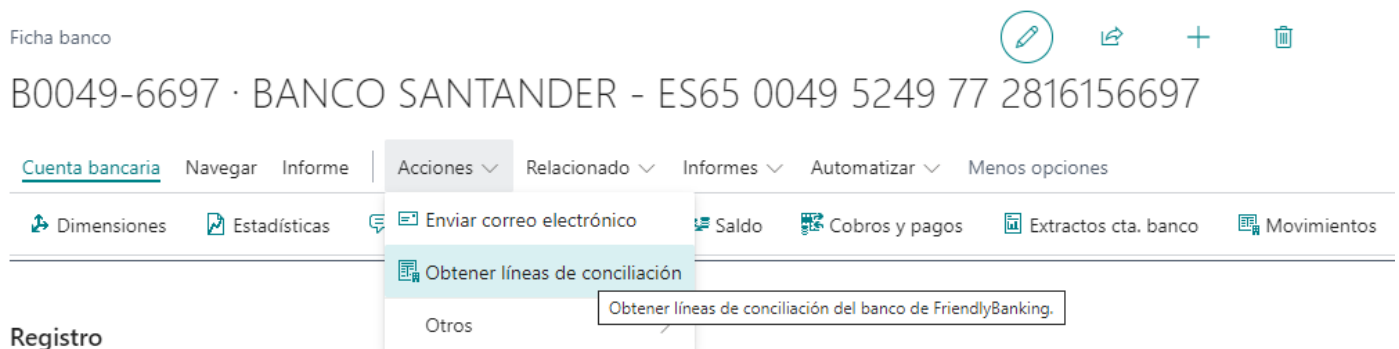 Ficha banco
B0049-6697 · BANCO SANTANDER - ES65 0049 5249 77 2816156697
Cuenta bancaria Navegar Informe Acciones Relacionado Informes Automatizar Menos opciones
Dimensiones Estadísticas Enviar correo electrónico Saldo Cobros y pagos Extractos cta. banco Movimientos
Obtener líneas de conciliación
Obtener líneas de conciliación del banco de FriendlyBanking.
Otros
Registro